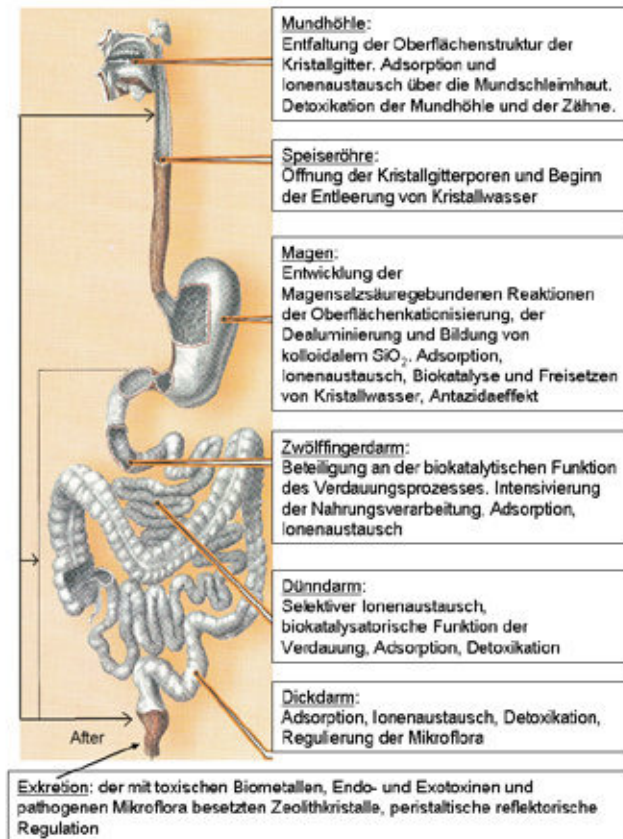 Mundhöhle:
Entfaltung der Oberflächenstruktur der
Kristallgitter. Adsorption und
Ionenaustausch über die Mundschleimhaut.
Detoxikation der Mundhöhle und der Zähne.
Speiseröhre:
Öffnung der Kristallgitterporen und Beginn
der Entleerung von Kristallwasser
Magen:
Entwicklung der
Magensalzsäuregebundenen Reaktionen
der Oberflächenkationisierung, der
Dealuminierung und Bildung von
kolloidalem SiO₂. Adsorption,
Ionenaustausch, Biokatalyse und Freisetzen
von Kristallwasser, Antazidaeffekt
Zwölffingerdarm:
Beteiligung an der biokatalytischen Funktion
des Verdauungsprozesses. Intensivierung
der Nahrungsverarbeitung, Adsorption,
Ionenaustausch
Dünndarm:
Selektiver Ionenaustausch,
biokatalysatorische Funktion der
Verdauung, Adsorption, Detoxikation
Dickdarm:
Adsorption, Ionenaustausch, Detoxikation,
Regulierung der Mikroflora
After
Exkretion: der mit toxischen Biometallen, Endo- und Exotoxinen und
pathogenen Mikroflora besetzten Zeolithkristalle, peristaltische reflektorische
Regulation